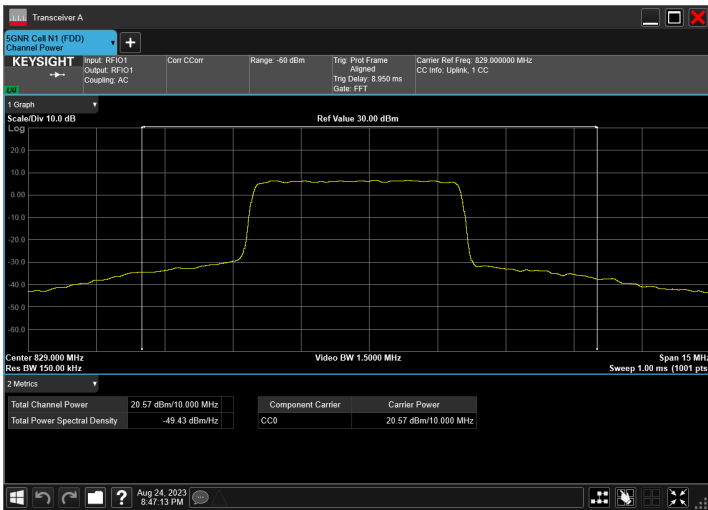 Transceiver A
5GNR Cell N1 (FDD)
Channel Power
KEYSIGHT
Input: RFIO1
Output: RFIO1
Coupling: AC
Corr CCorr
Range: -60 dBm
Trig: Prot Frame
Aligned
Trig Delay: 8.950 ms
Gate: FFT
Carrier Ref Freq: 829.000000 MHz
CC Info: Uplink, 1 CC
1 Graph
Scale/Div 10.0 dB
Ref Value 30.00 dBm
Log
20.0
10.0
0.00
-10.0
-20.0
-30.0
-40.0
-50.0
-60.0
Center 829.000 MHz
Video BW 1.5000 MHz
Span 15 MHz
Res BW 150.00 kHz
Sweep 1.00 ms (1001 pts
2 Metrics
Total Channel Power 20.57 dBm/10.000 MHz
Total Power Spectral Density -49.43 dBm/Hz
Component Carrier Carrier Power
CC0 20.57 dBm/10.000 MHz
?
Aug 24, 2023
8:47:13 PM